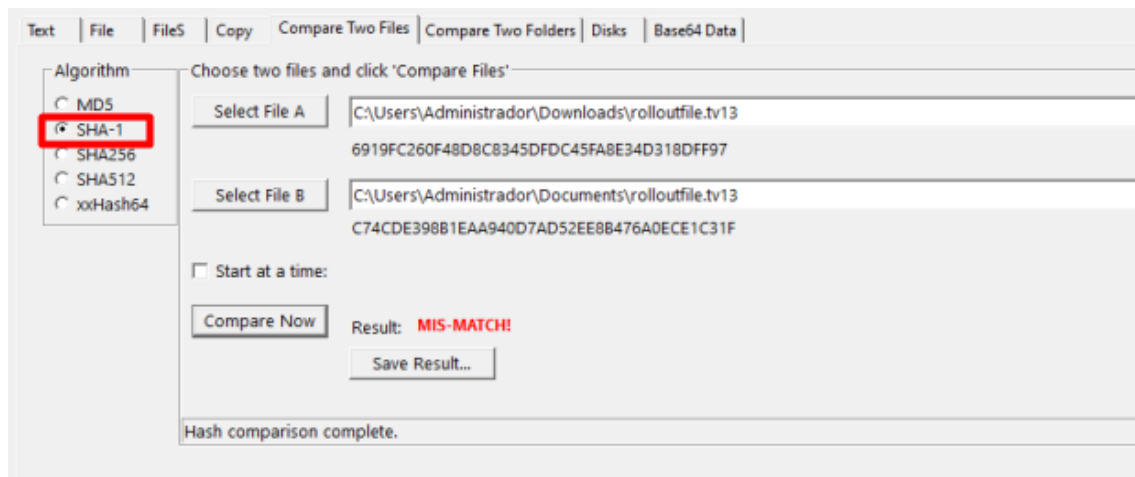 Text File FileS Copy Compare Two Files Compare Two Folders Disks Base64 Data
Algorithm
MD5
SHA-1
SHA256
SHA512
xxHash64
Choose two files and click 'Compare Files'
Select File A C:\Users\Administrador\Downloads\rolloutfile.tv13
6919FC260F48D8C8345DFDC45FA8E34D318DFF97
Select File B C:\Users\Administrador\Documents\rolloutfile.tv13
C74CDE398B1EAA940D7AD52EE8B476A0ECE1C31F
Start at a time:
Compare Now Result: MIS-MATCH!
Save Result...
Hash comparison complete.